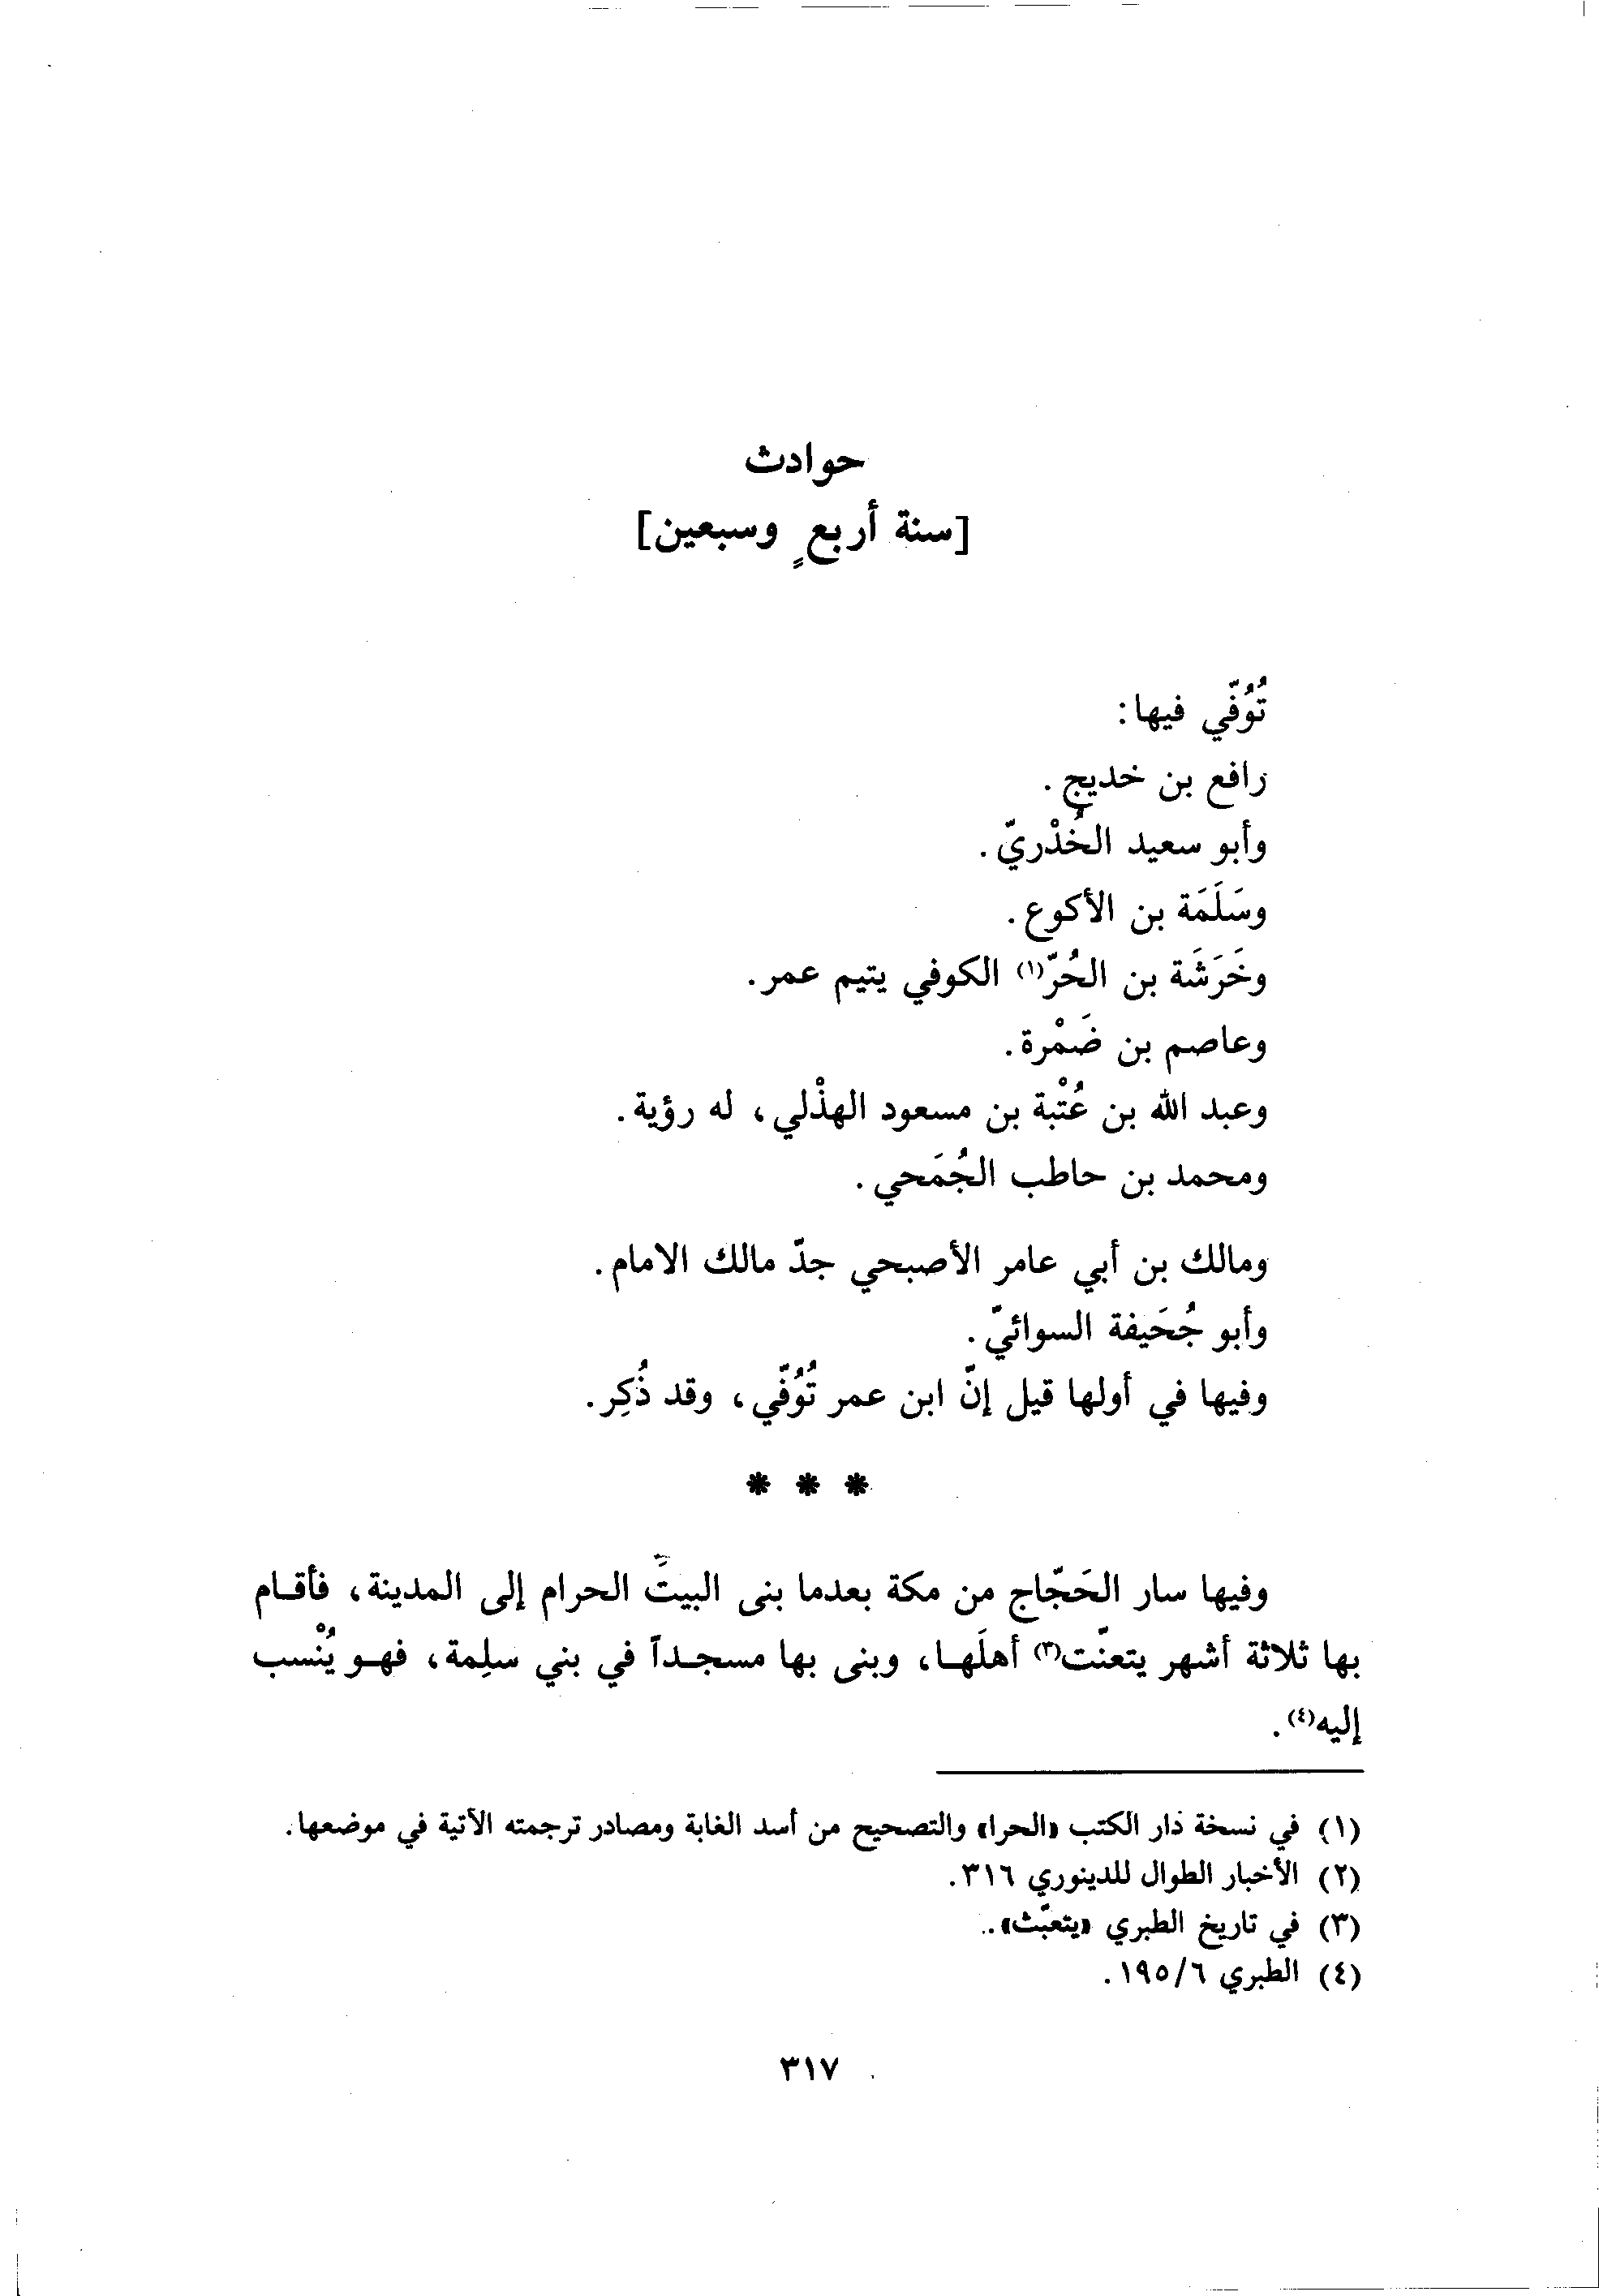 حوادث
[سنة أربعٍ وسبعين]
تُوُفّي فيها:
رافع بن خديج.
وأبو سعيد الخُدْريّ.
وسَلَمَة بن الأكوع.
وخَرَشَة بن الحُرّ(١) الكوفي يتيم عمر.
وعاصم بن ضَمْرة.
وعبد الله بن عُتْبة بن مسعود الهذْلي، له رؤية.
ومحمد بن حاطب الجُمَحي.
ومالك بن أبي عامر الأصبحي جدّ مالك الامام.
وأبو جُحَيفة السوائيّ.
وفيها في أولها قيل إنّ ابن عمر تُوُفّي، وقد ذُكِر.
* * *
وفيها سار الحَجّاج من مكة بعدما بنى البيتَ الحرام إلى المدينة، فأقام
بها ثلاثة أشهر يتعنّت(٣) أهلَها، وبنى بها مسجداً في بني سلِمة، فهو يُنْسب
إليه(٤).
(١) في نسخة دار الكتب «الحرا» والتصحيح من أسد الغابة ومصادر ترجمته الآتية في موضعها.
(٢) الأخبار الطوال للدينوري ٣١٦.
(٣) في تاريخ الطبري «يتعبّث».
(٤) الطبري ٦/١٩٥.
٣١٧